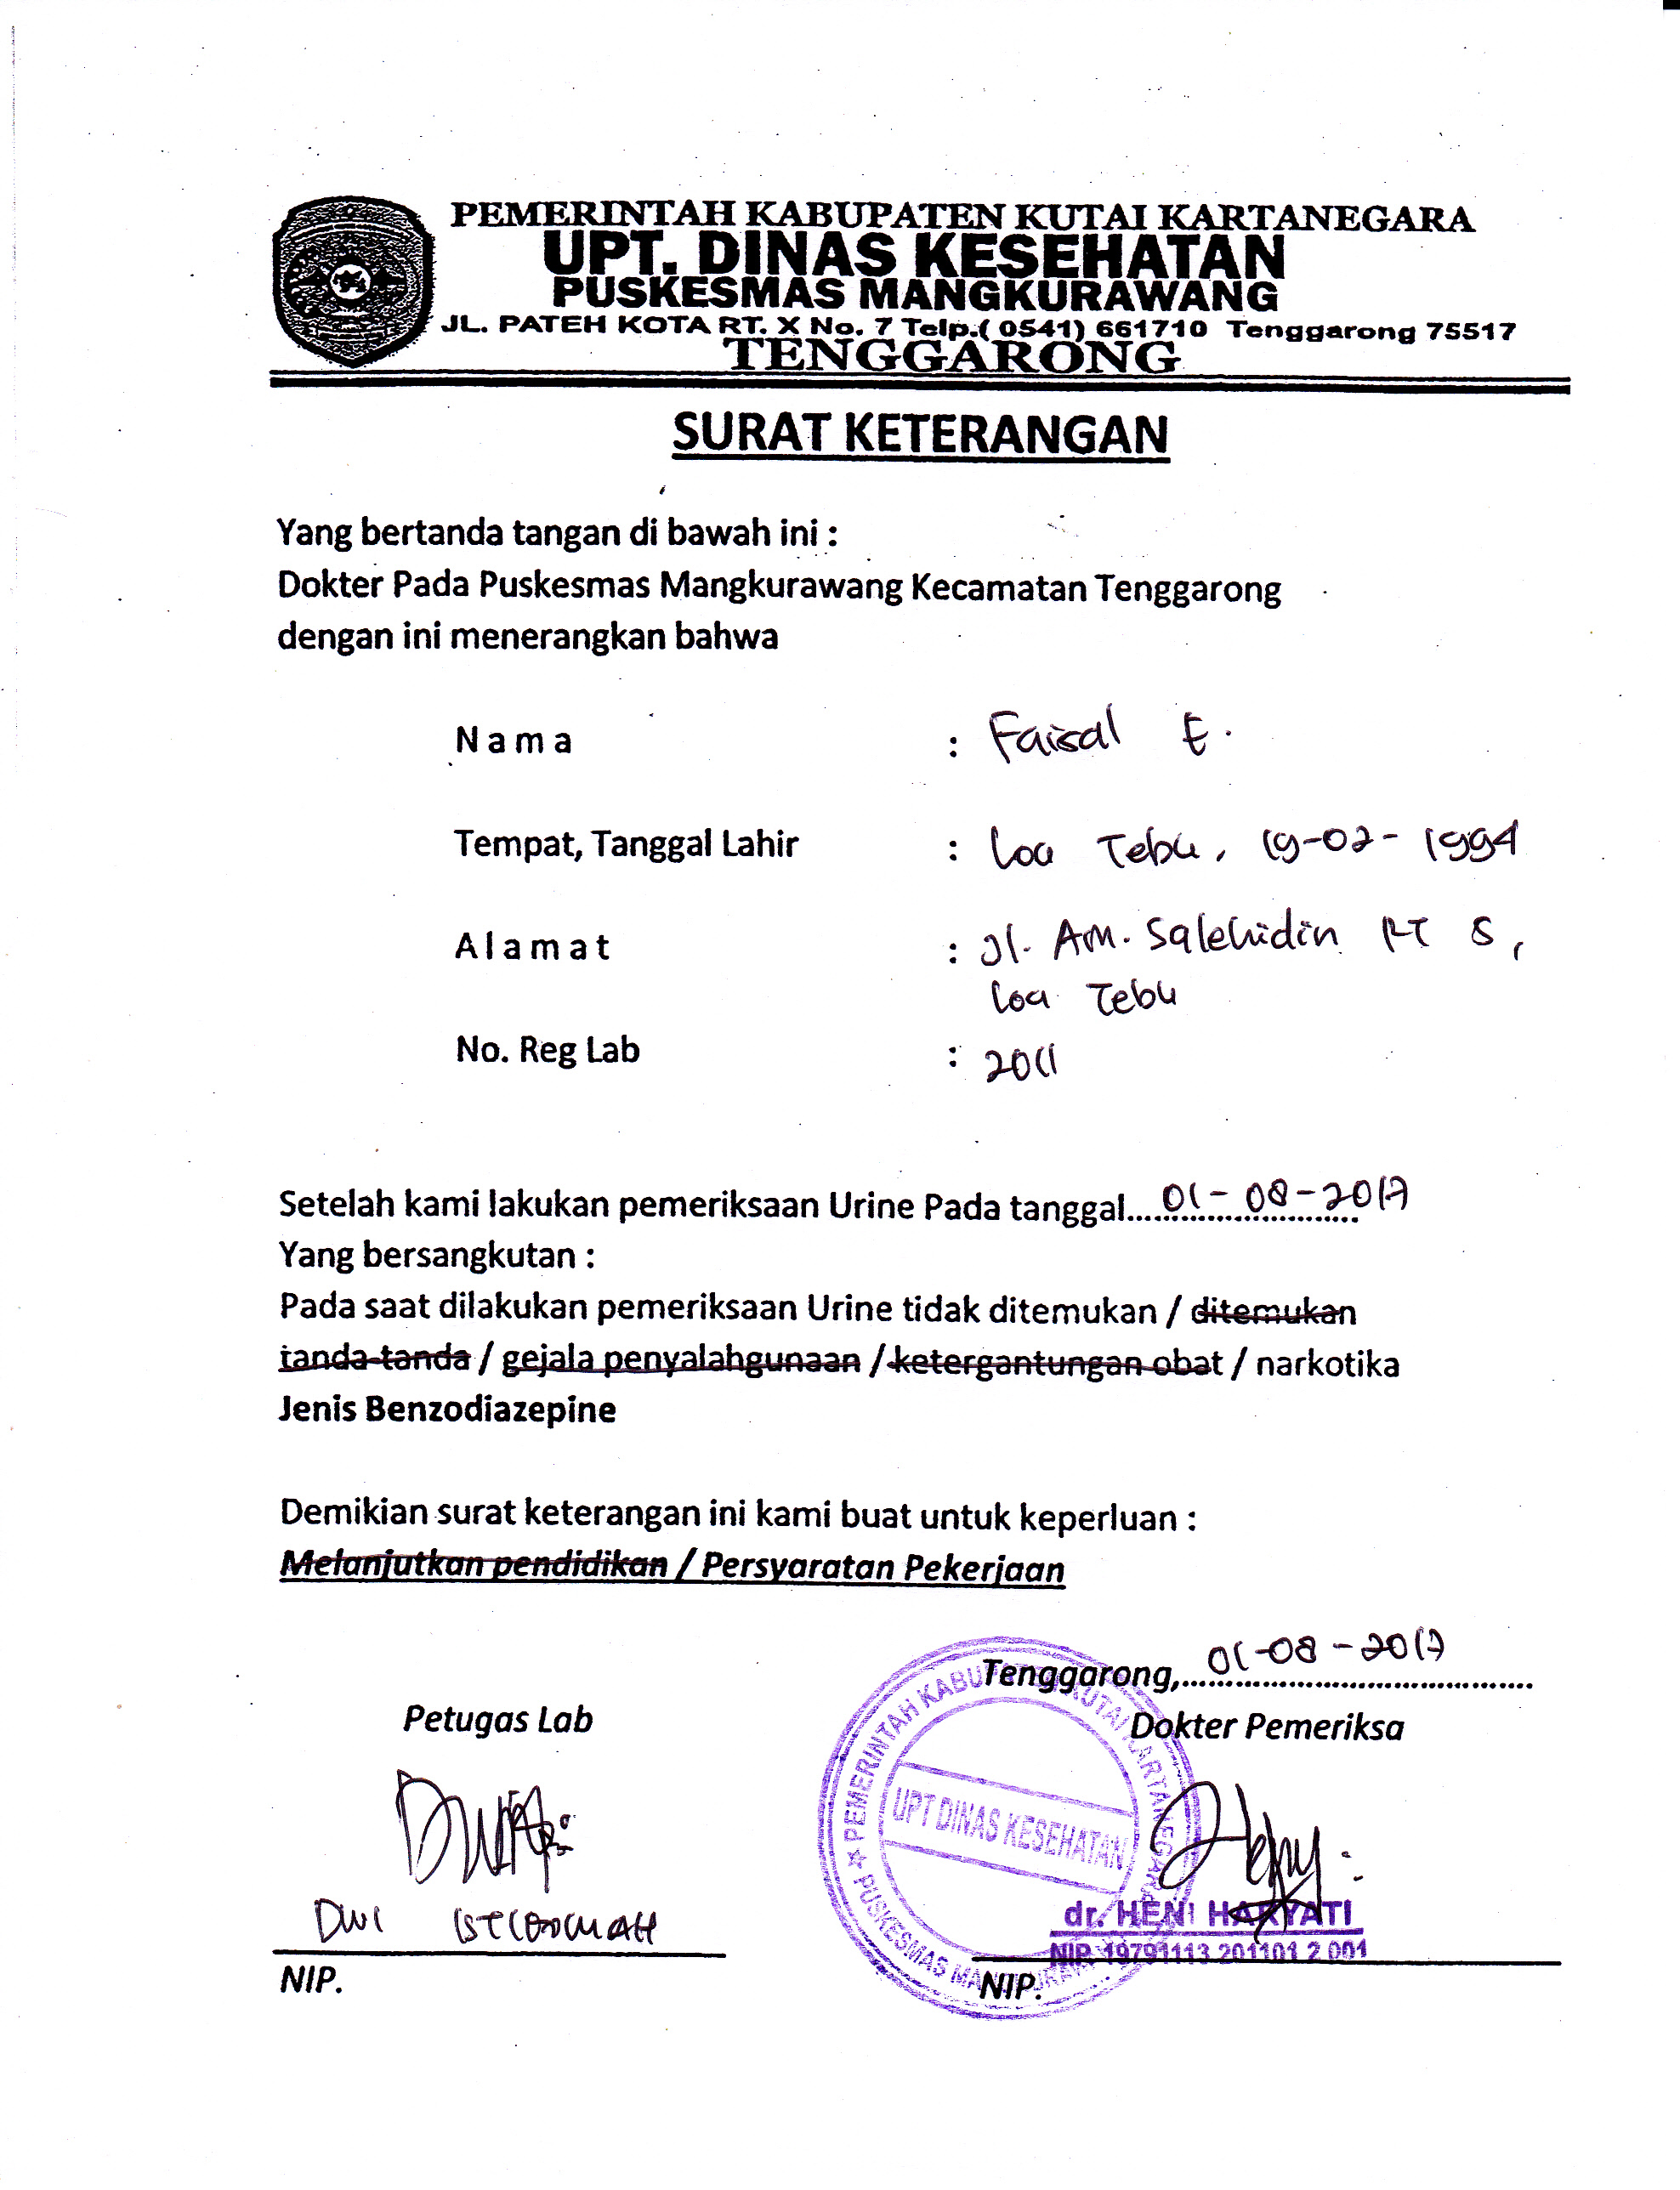 PEMERINTAH KABUPATEN KUTAI KARTANEGARA
UPT. DINAS KESEHATAN
PUSKESMAS MANGKURAWANG
JL. PATEH KOTA RT. X No. 7 Telp.( 0541) 661710 Tenggarong 75517
TENGGARONG
SURAT KETERANGAN
Yang bertanda tangan di bawah ini :
Dokter Pada Puskesmas Mangkurawang Kecamatan Tenggarong
dengan ini menerangkan bahwa
N a m a : Faisal E.
Tempat, Tanggal Lahir : Loa Tebu, 19-02-1994
A l a m a t : Jl. AM. Salehidin RT 8,
Loa Tebu
No. Reg Lab : 2011
Setelah kami lakukan pemeriksaan Urine Pada tanggal.....01-08-2017
Yang bersangkutan :
Pada saat dilakukan pemeriksaan Urine tidak ditemukan / ditemukan
tanda-tanda / gejala penyalahgunaan / ketergantungan obat / narkotika
Jenis Benzodiazepine
Demikian surat keterangan ini kami buat untuk keperluan :
Melanjutkan pendidikan / Persyaratan Pekerjaan
Tenggarong,.....01-08-2017
Petugas Lab
Dokter Pemeriksa
PEMERINTAH KABUPATEN KUTAI KARTANEGARA
UPT DINAS KESEHATAN
PUSKESMAS MANGKURAWANG
Dwi
dr. HENI HARYATI
NIP. 19791113 201101 2 001
NIP.
NIP.